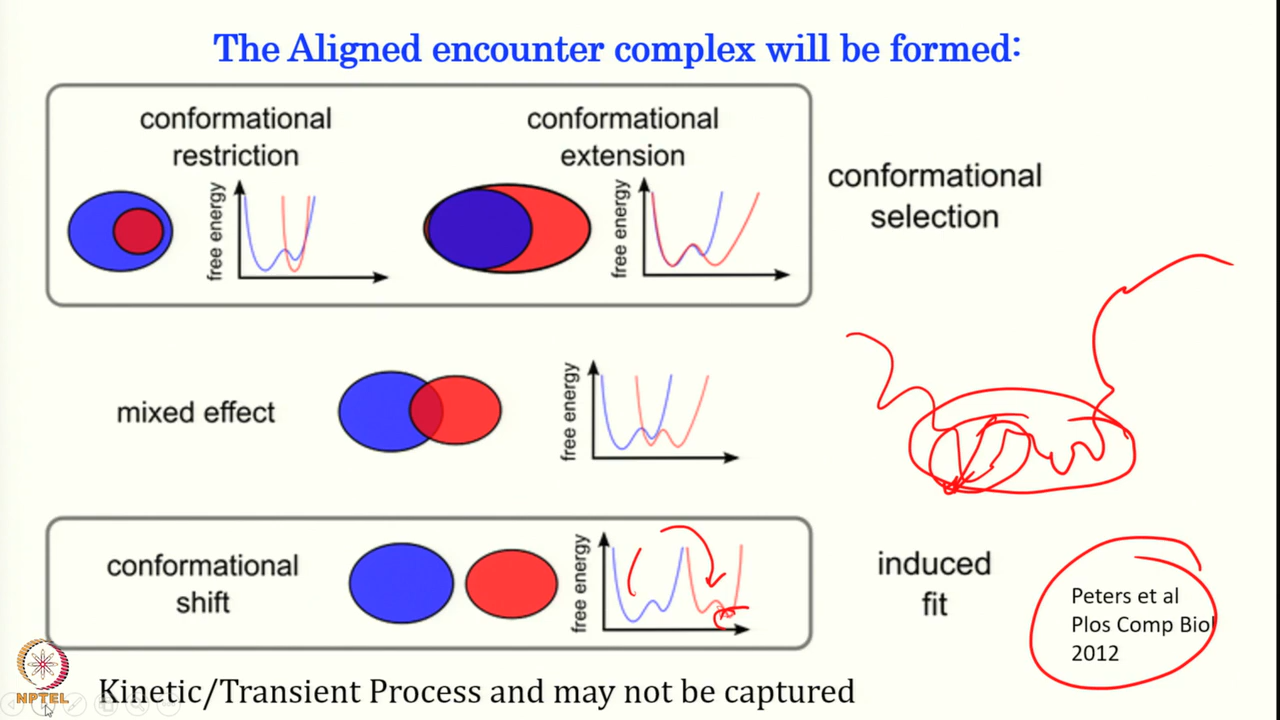 The Aligned encounter complex will be formed:
conformational
restriction
free energy
conformational
extension
free energy
conformational
selection
mixed effect
free energy
conformational
shift
free energy
induced
fit
Peters et al
Plos Comp Biol
2012
NPTEL
Kinetic/Transient Process and may not be captured